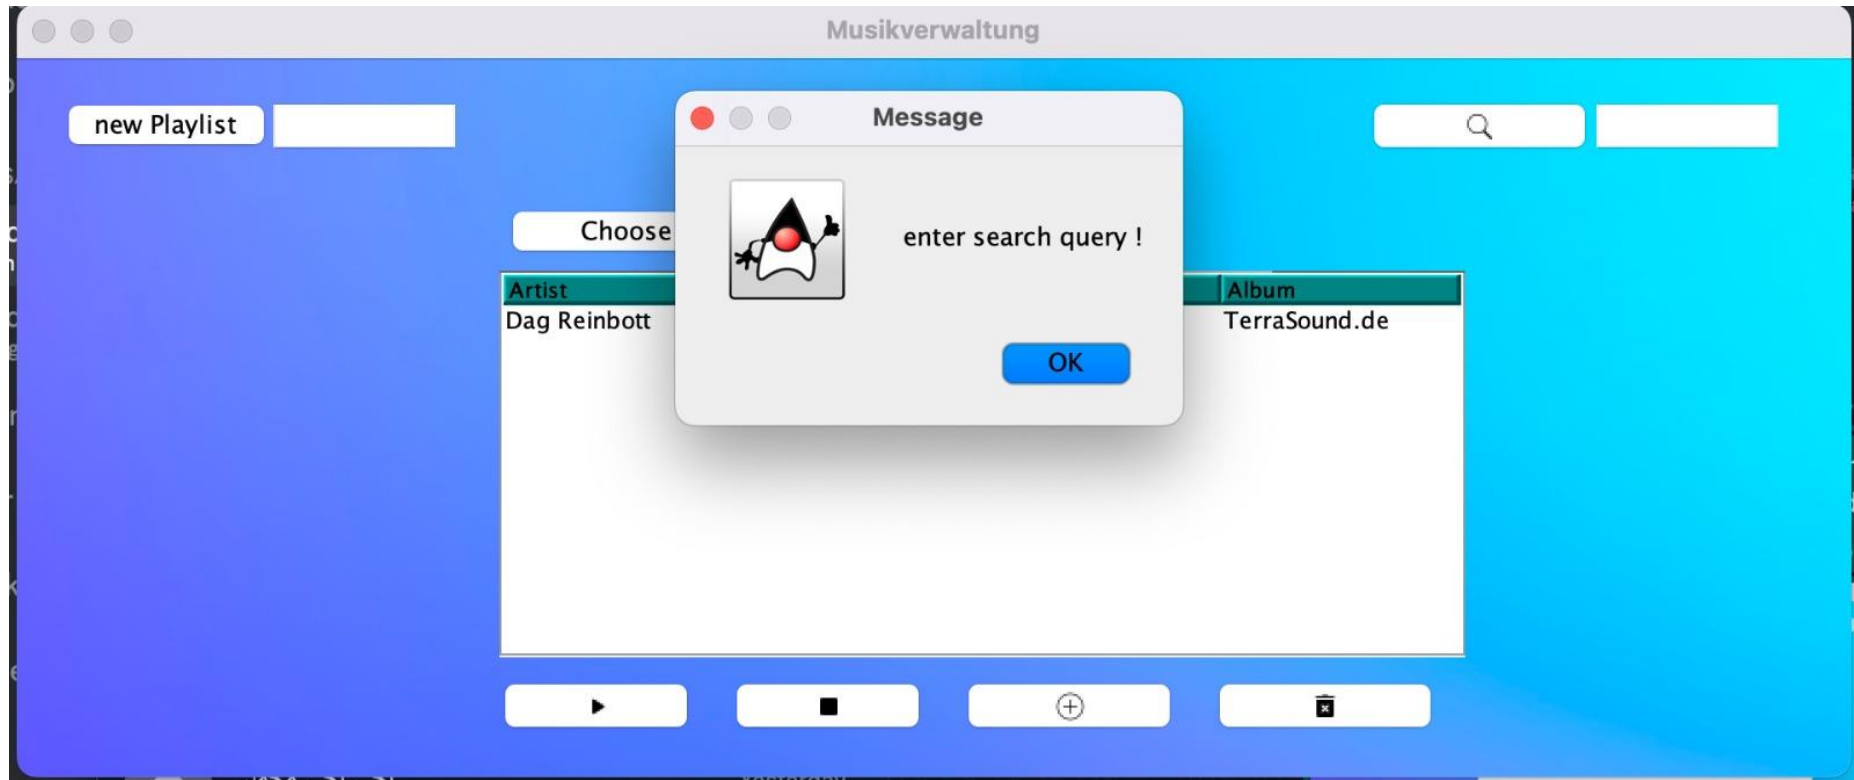 Musikverwaltung
new Playlist
Message
enter search query !
OK
Choose
Artist
Album
Dag Reinbott
TerraSound.de